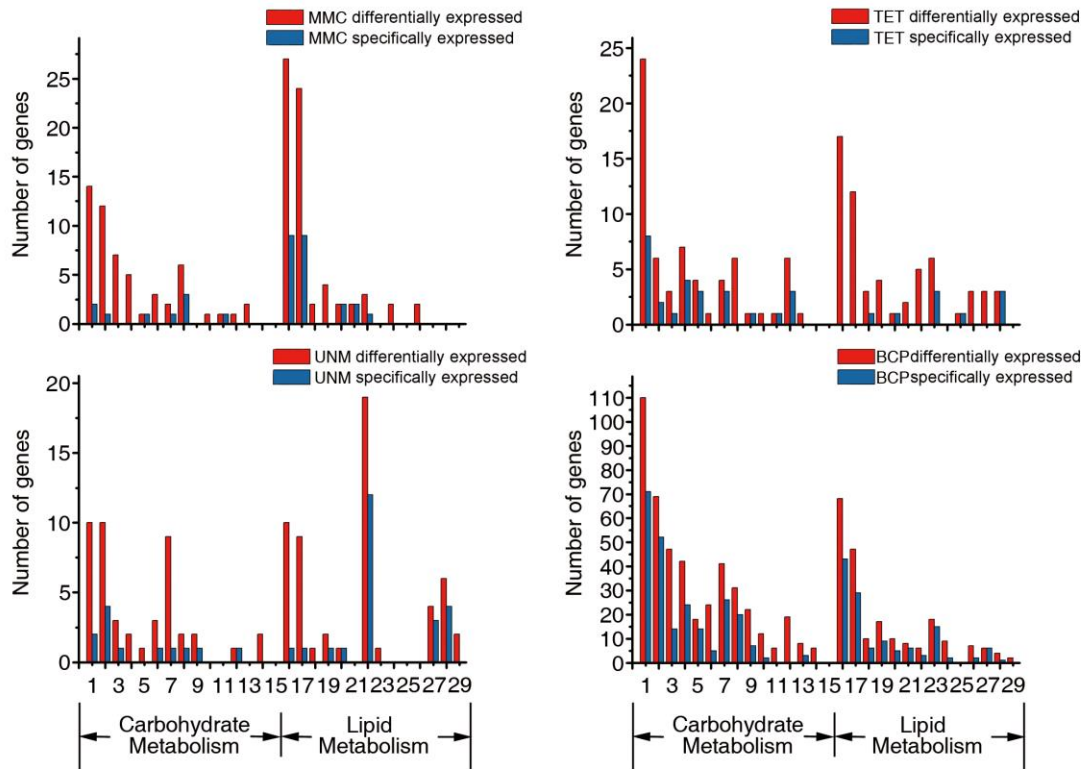 MMC differentially expressed
MMC specifically expressed
Number of genes
25
20
15
10
5
0
TET differentially expressed
TET specifically expressed
Number of genes
25
20
15
10
5
0
UNM differentially expressed
UNM specifically expressed
Number of genes
20
15
10
5
0
1 3 5 7 9 11 13 15 17 19 21 23 25 27 29
Carbohydrate Metabolism
Lipid Metabolism
BCPdifferentially expressed
BCPspecifically expressed
Number of genes
110
100
90
80
70
60
50
40
30
20
10
0
1 3 5 7 9 11 13 15 17 19 21 23 25 27 29
Carbohydrate Metabolism
Lipid Metabolism